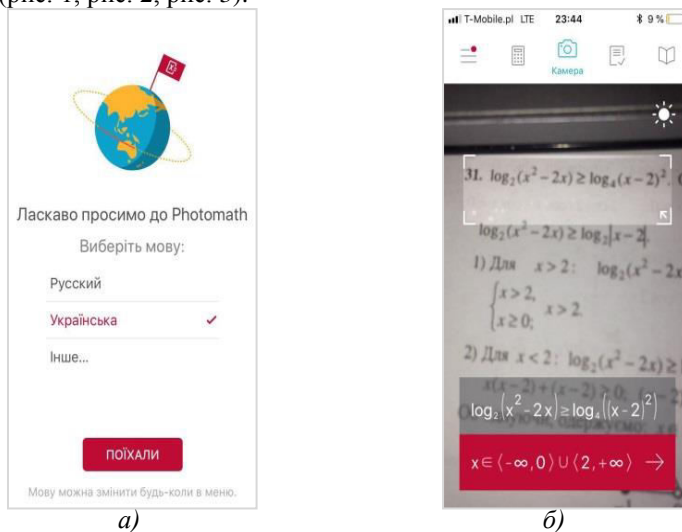 (рис. 1, рис. 2, рис. 3).
Ласкаво просимо до Photomath
Виберіть мову:
Русский
Українська
Інше...
ПОЇХАЛИ
Мову можна змінити будь-коли в меню.
а)
T-Mobile.pl LTE 23:44 9 %
Камера
31. log₂(x² – 2x) ≥ log₄(x – 2)².
log₂(x² – 2x) ≥ log₂|x – 2|.
1) Для x > 2: log₂(x² – 2x
x > 2,
x > 2.
x ≥ 0;
2) Для x < 2: log₂(x² – 2x) ≥
x(x – 2) + (x – 2) ≥ 0;
log₂(x²-2x)≥log₄((x-2)²)
x∈⟨-∞,0⟩∪⟨2,+∞⟩ →
б)